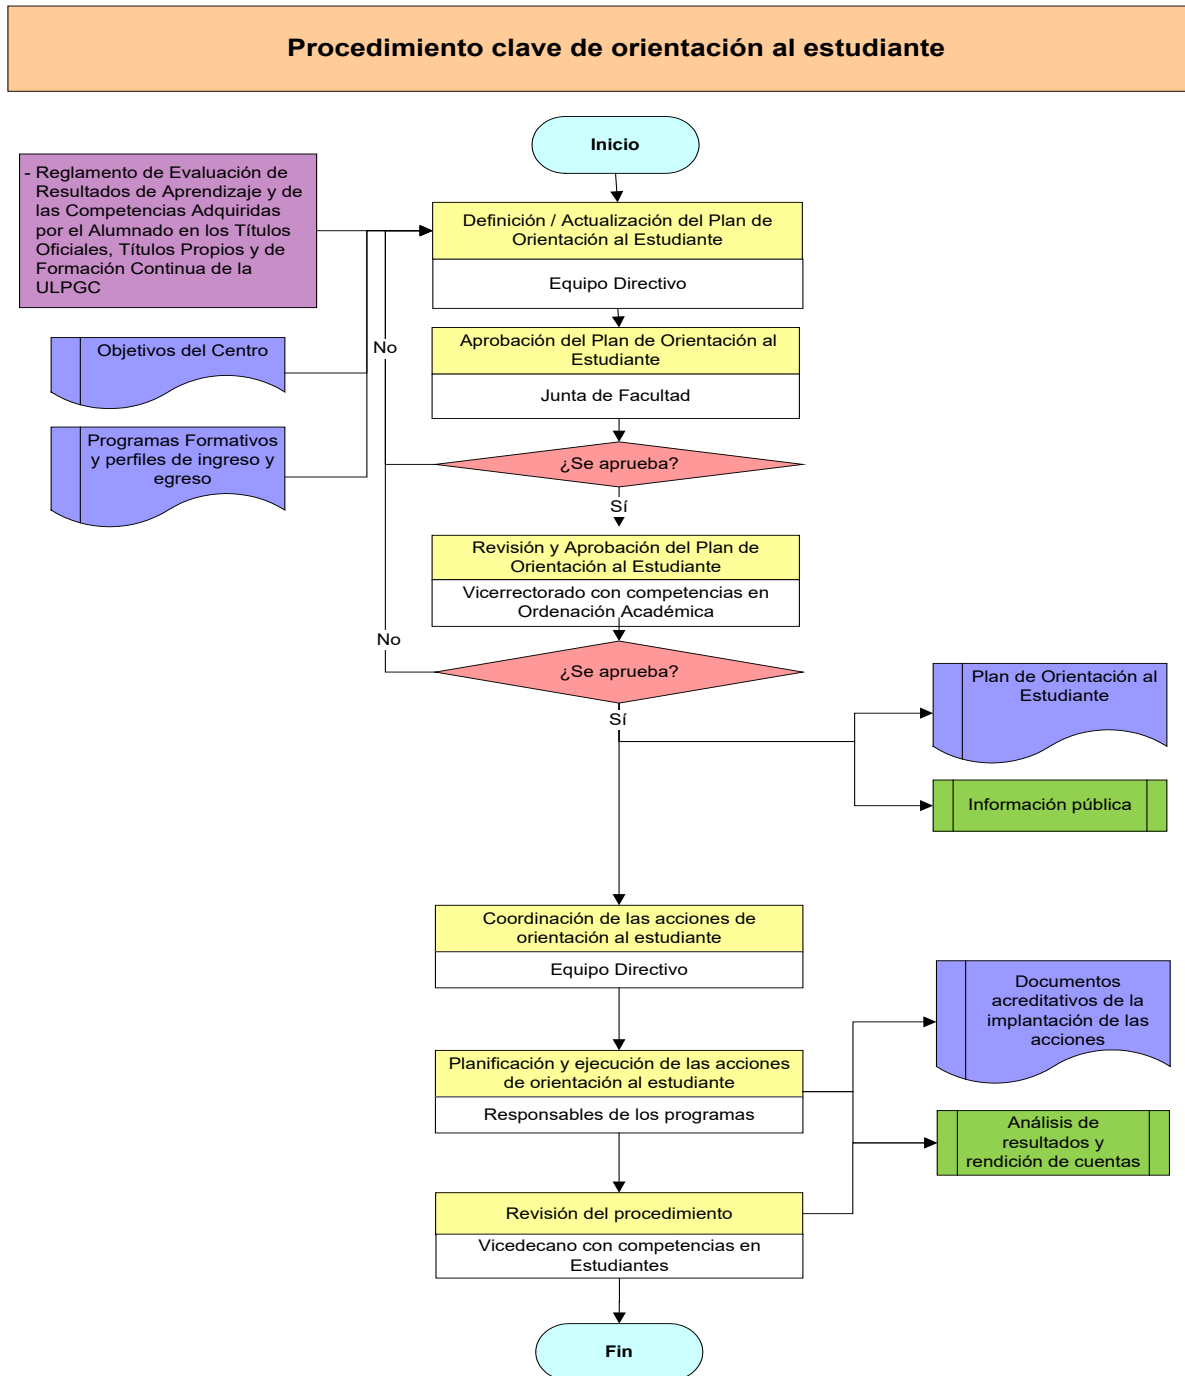 Procedimiento clave de orientación al estudiante
Inicio
- Reglamento de Evaluación de
Resultados de Aprendizaje y de
las Competencias Adquiridas
por el Alumnado en los Títulos
Oficiales, Títulos Propios y de
Formación Continua de la
ULPGC
Definición / Actualización del Plan de
Orientación al Estudiante
Equipo Directivo
Objetivos del Centro
No
Aprobación del Plan de Orientación al
Estudiante
Junta de Facultad
Programas Formativos
y perfiles de ingreso y
egreso
¿Se aprueba?
Sí
Revisión y Aprobación del Plan de
Orientación al Estudiante
Vicerrectorado con competencias en
Ordenación Académica
No
¿Se aprueba?
Sí
Plan de Orientación al
Estudiante
Información pública
Coordinación de las acciones de
orientación al estudiante
Equipo Directivo
Documentos
acreditativos de la
implantación de las
acciones
Planificación y ejecución de las acciones
de orientación al estudiante
Responsables de los programas
Análisis de
resultados y
rendición de cuentas
Revisión del procedimiento
Vicedecano con competencias en
Estudiantes
Fin